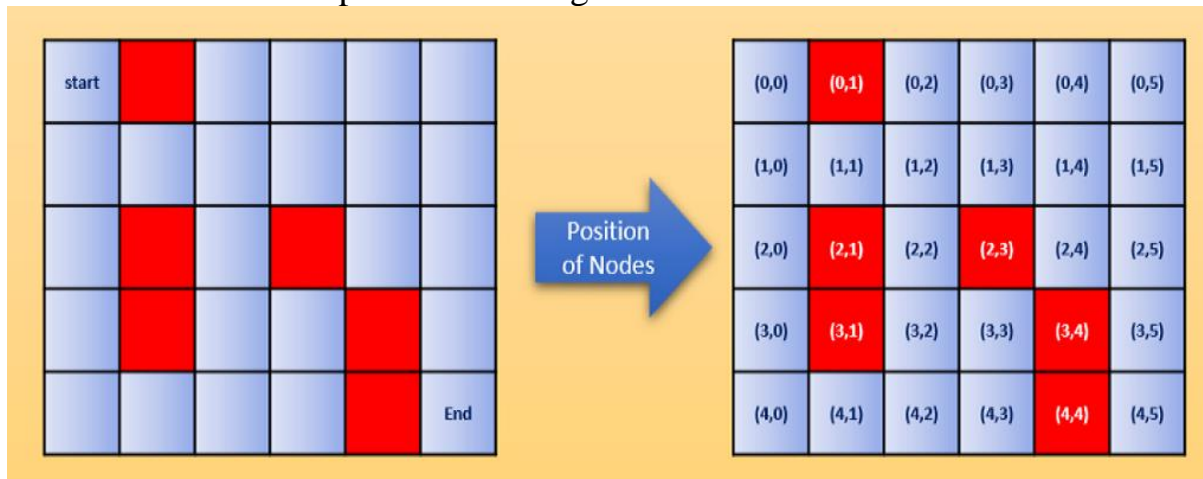 start
End
Position
of Nodes
(0,0) (0,1) (0,2) (0,3) (0,4) (0,5)
(1,0) (1,1) (1,2) (1,3) (1,4) (1,5)
(2,0) (2,1) (2,2) (2,3) (2,4) (2,5)
(3,0) (3,1) (3,2) (3,3) (3,4) (3,5)
(4,0) (4,1) (4,2) (4,3) (4,4) (4,5)